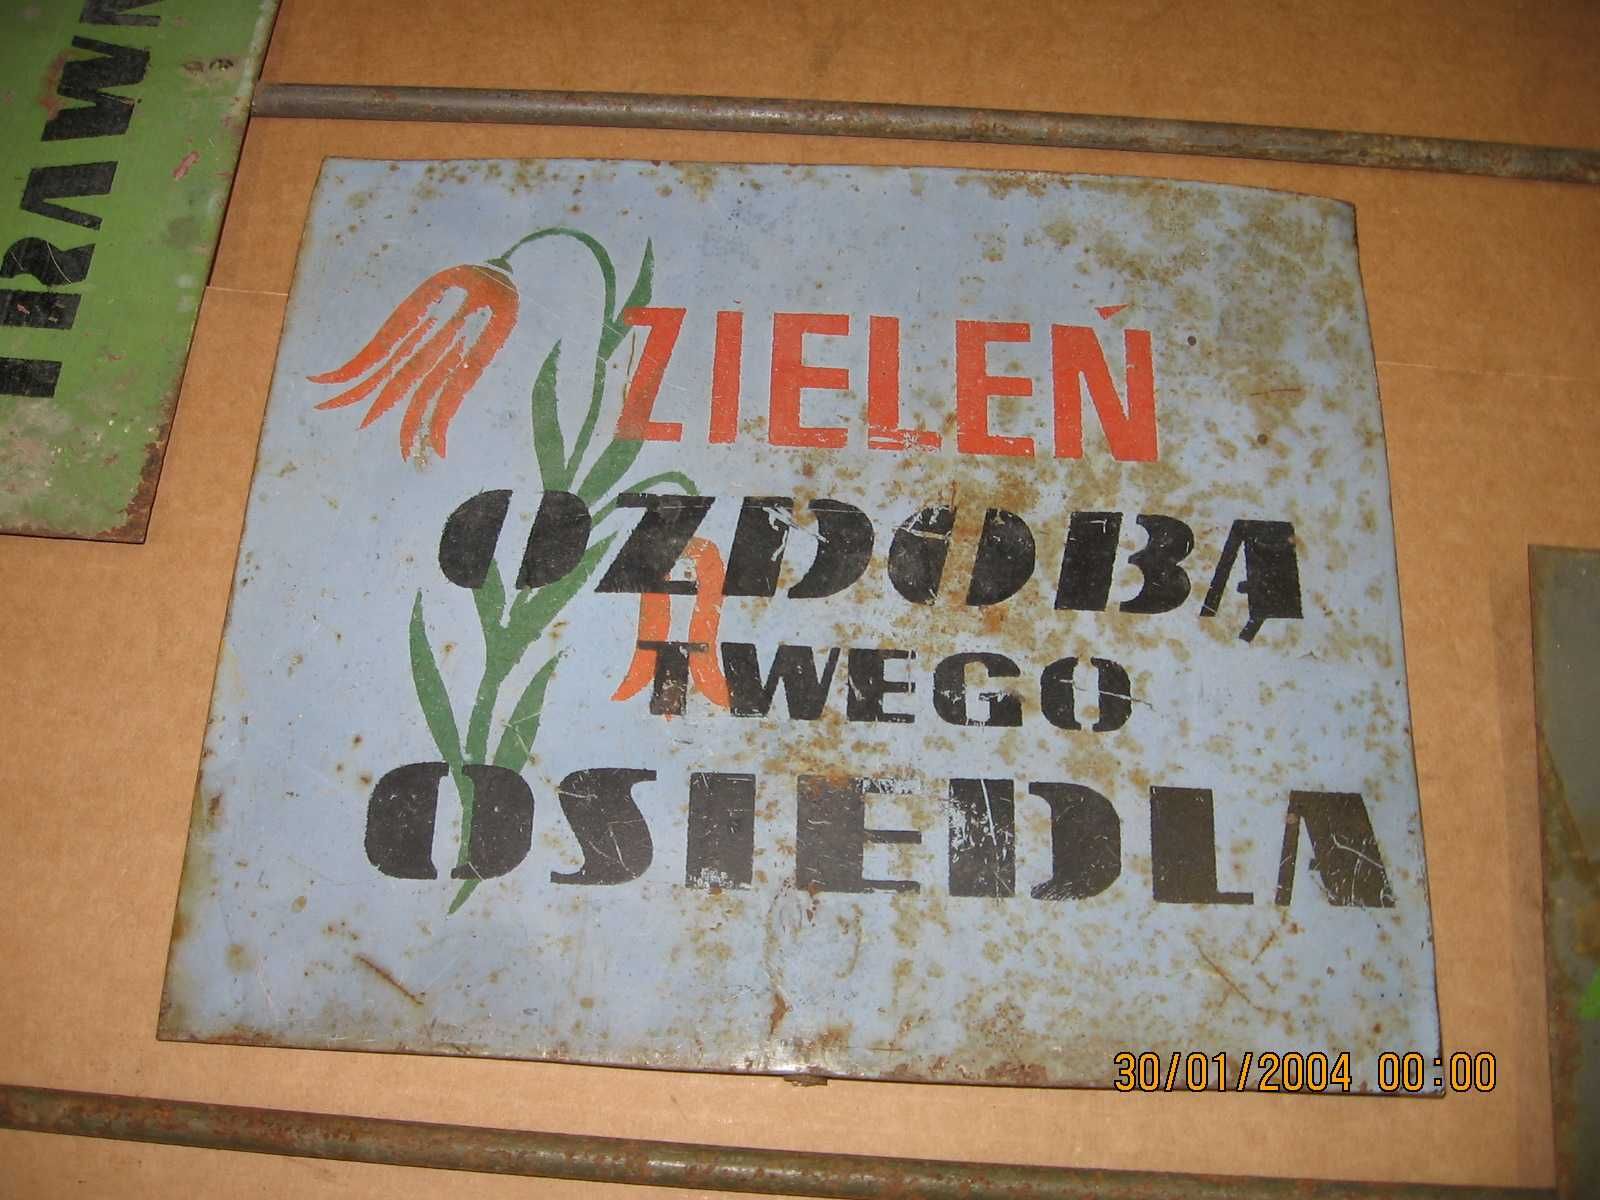 ZIELEŃ
OZDOBĄ
TWEGO
OSIEDLA
30/01/2004 00:00